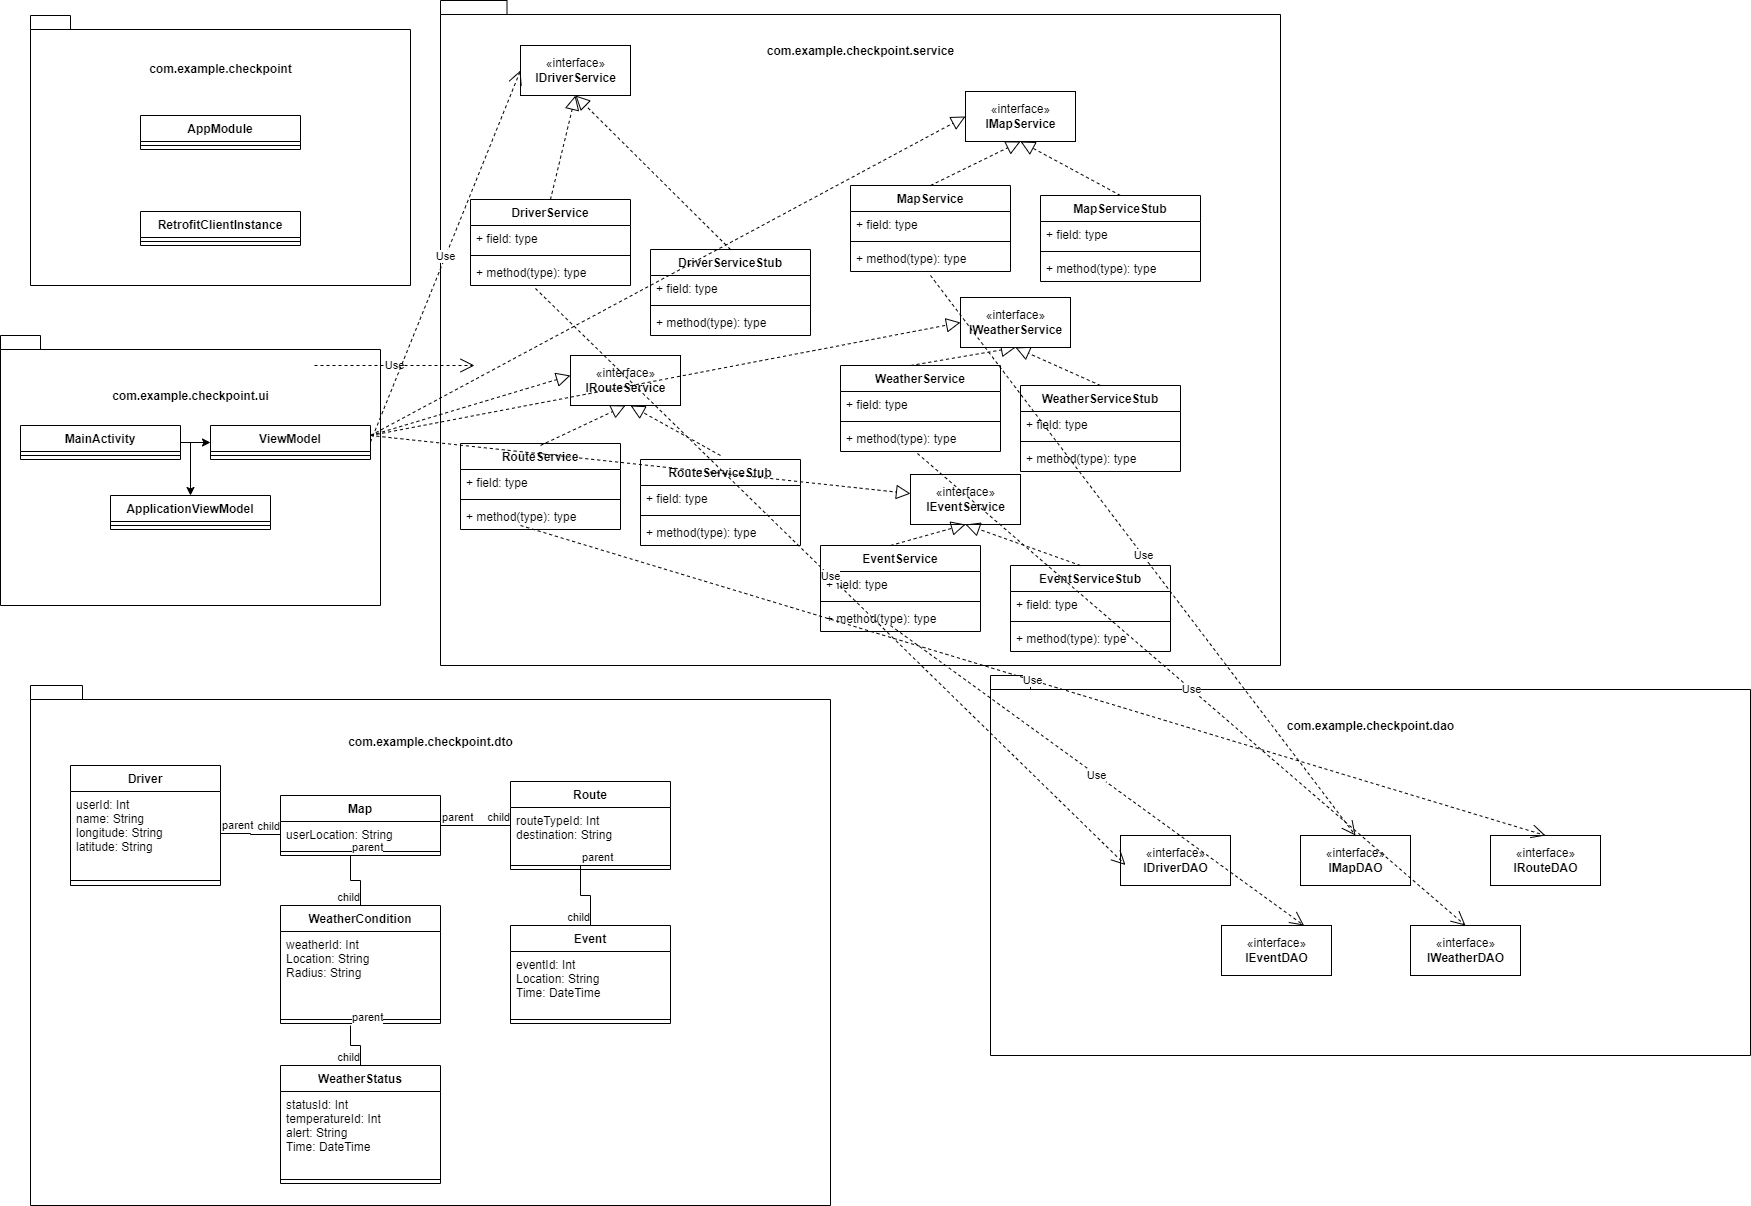 com.example.checkpoint
AppModule
RetrofitClientInstance
com.example.checkpoint.service
«interface»
IDriverService
«interface»
IMapService
DriverService
+ field: type
+ method(type): type
DriverServiceStub
+ field: type
+ method(type): type
MapService
+ field: type
+ method(type): type
MapServiceStub
+ field: type
+ method(type): type
Use
«interface»
IWeatherService
«interface»
IRouteService
WeatherService
+ field: type
+ method(type): type
WeatherServiceStub
+ field: type
+ method(type): type
RouteService
+ field: type
+ method(type): type
RouteServiceStub
+ field: type
+ method(type): type
«interface»
IEventService
EventService
+ field: type
+ method(type): type
EventServiceStub
+ field: type
+ method(type): type
Use
com.example.checkpoint.ui
MainActivity
ViewModel
ApplicationViewModel
Use
Use
Use
Use
Use
com.example.checkpoint.dto
Driver
userId: Int
name: String
longitude: String
latitude: String
parent
child
Map
userLocation: String
parent
parent
child
Route
routeTypeId: Int
destination: String
parent
child
WeatherCondition
weatherId: Int
Location: String
Radius: String
parent
child
Event
eventId: Int
Location: String
Time: DateTime
child
WeatherStatus
statusId: Int
temperatureId: Int
alert: String
Time: DateTime
com.example.checkpoint.dao
«interface»
IDriverDAO
«interface»
IMapDAO
«interface»
IRouteDAO
«interface»
IEventDAO
«interface»
IWeatherDAO